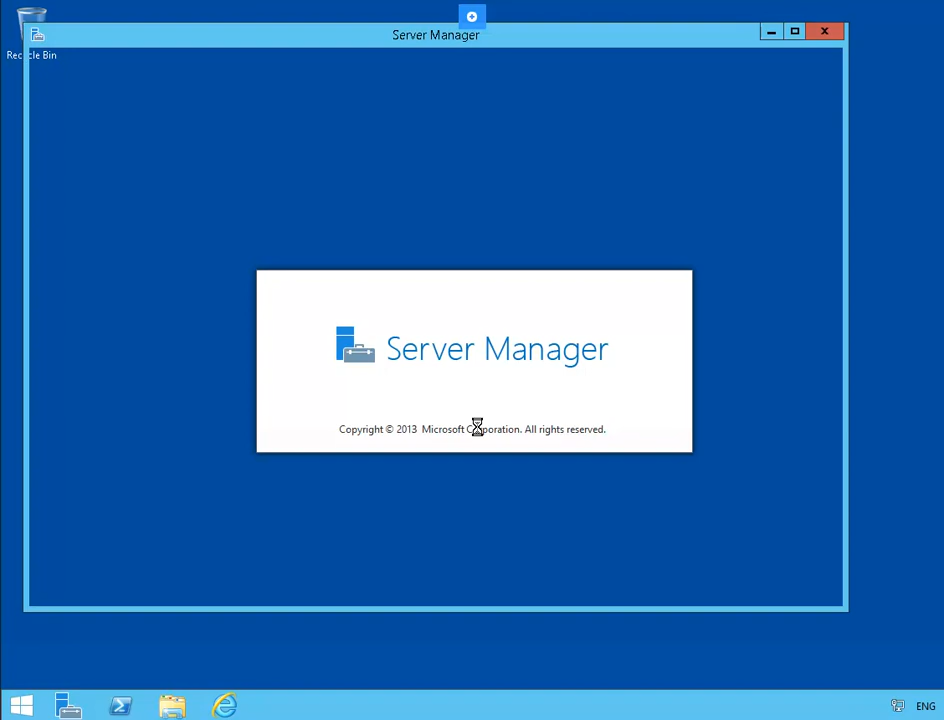 Server Manager
Recycle Bin
Server Manager
Copyright © 2013 Microsoft Corporation. All rights reserved.
ENG